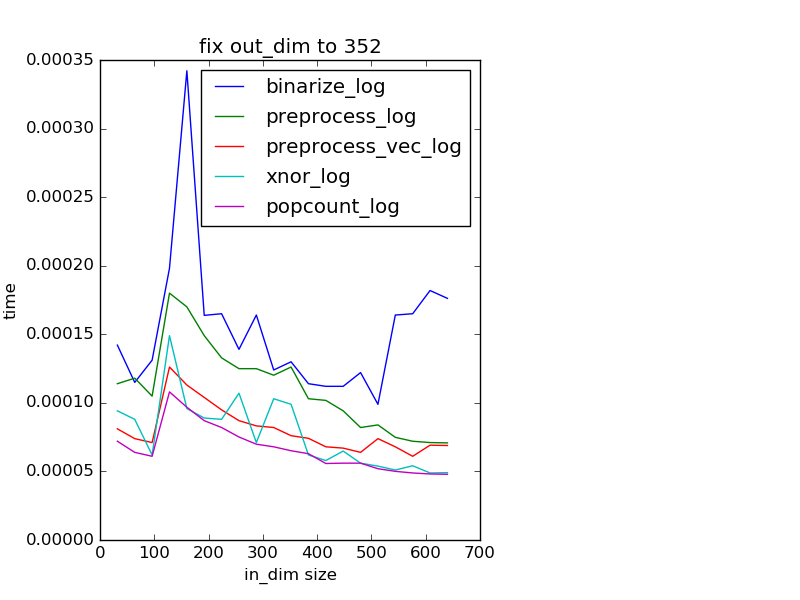 fix out_dim to 352
0.00035
0.00030
0.00025
0.00020
0.00015
0.00010
0.00005
0.00000
time
binarize_log
preprocess_log
preprocess_vec_log
xnor_log
popcount_log
0 100 200 300 400 500 600 700
in_dim size